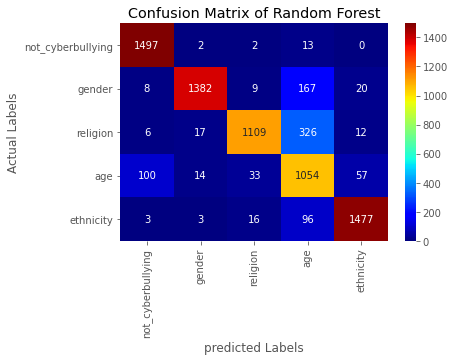 Confusion Matrix of Random Forest
Actual Labels
not_cyberbullying 1497 2 2 13 0
gender 8 1382 9 167 20
religion 6 17 1109 326 12
age 100 14 33 1054 57
ethnicity 3 3 16 96 1477
not_cyberbullying gender religion age ethnicity
predicted Labels
1400
1200
1000
800
600
400
200
0